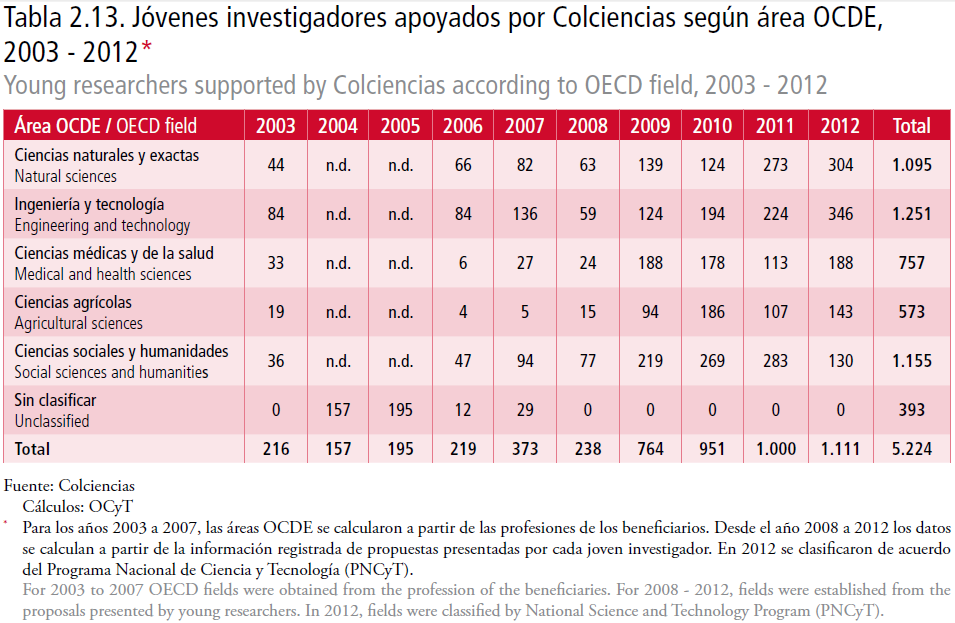 Tabla 2.13. Jóvenes investigadores apoyados por Colciencias según área OCDE,
2003 - 2012*
Young researchers supported by Colciencias according to OECD field, 2003 - 2012
Área OCDE / OECD field 2003 2004 2005 2006 2007 2008 2009 2010 2011 2012 Total
Ciencias naturales y exactas
Natural sciences 44 n.d. n.d. 66 82 63 139 124 273 304 1.095
Ingeniería y tecnología
Engineering and technology 84 n.d. n.d. 84 136 59 124 194 224 346 1.251
Ciencias médicas y de la salud
Medical and health sciences 33 n.d. n.d. 6 27 24 188 178 113 188 757
Ciencias agrícolas
Agricultural sciences 19 n.d. n.d. 4 5 15 94 186 107 143 573
Ciencias sociales y humanidades
Social sciences and humanities 36 n.d. n.d. 47 94 77 219 269 283 130 1.155
Sin clasificar
Unclassified 0 157 195 12 29 0 0 0 0 0 393
Total 216 157 195 219 373 238 764 951 1.000 1.111 5.224
Fuente: Colciencias
Cálculos: OCyT
* Para los años 2003 a 2007, las áreas OCDE se calcularon a partir de las profesiones de los beneficiarios. Desde el año 2008 a 2012 los datos
se calculan a partir de la información registrada de propuestas presentadas por cada joven investigador. En 2012 se clasificaron de acuerdo
del Programa Nacional de Ciencia y Tecnología (PNCyT).
For 2003 to 2007 OECD fields were obtained from the profession of the beneficiaries. For 2008 - 2012, fields were established from the
proposals presented by young researchers. In 2012, fields were classified by National Science and Technology Program (PNCyT).